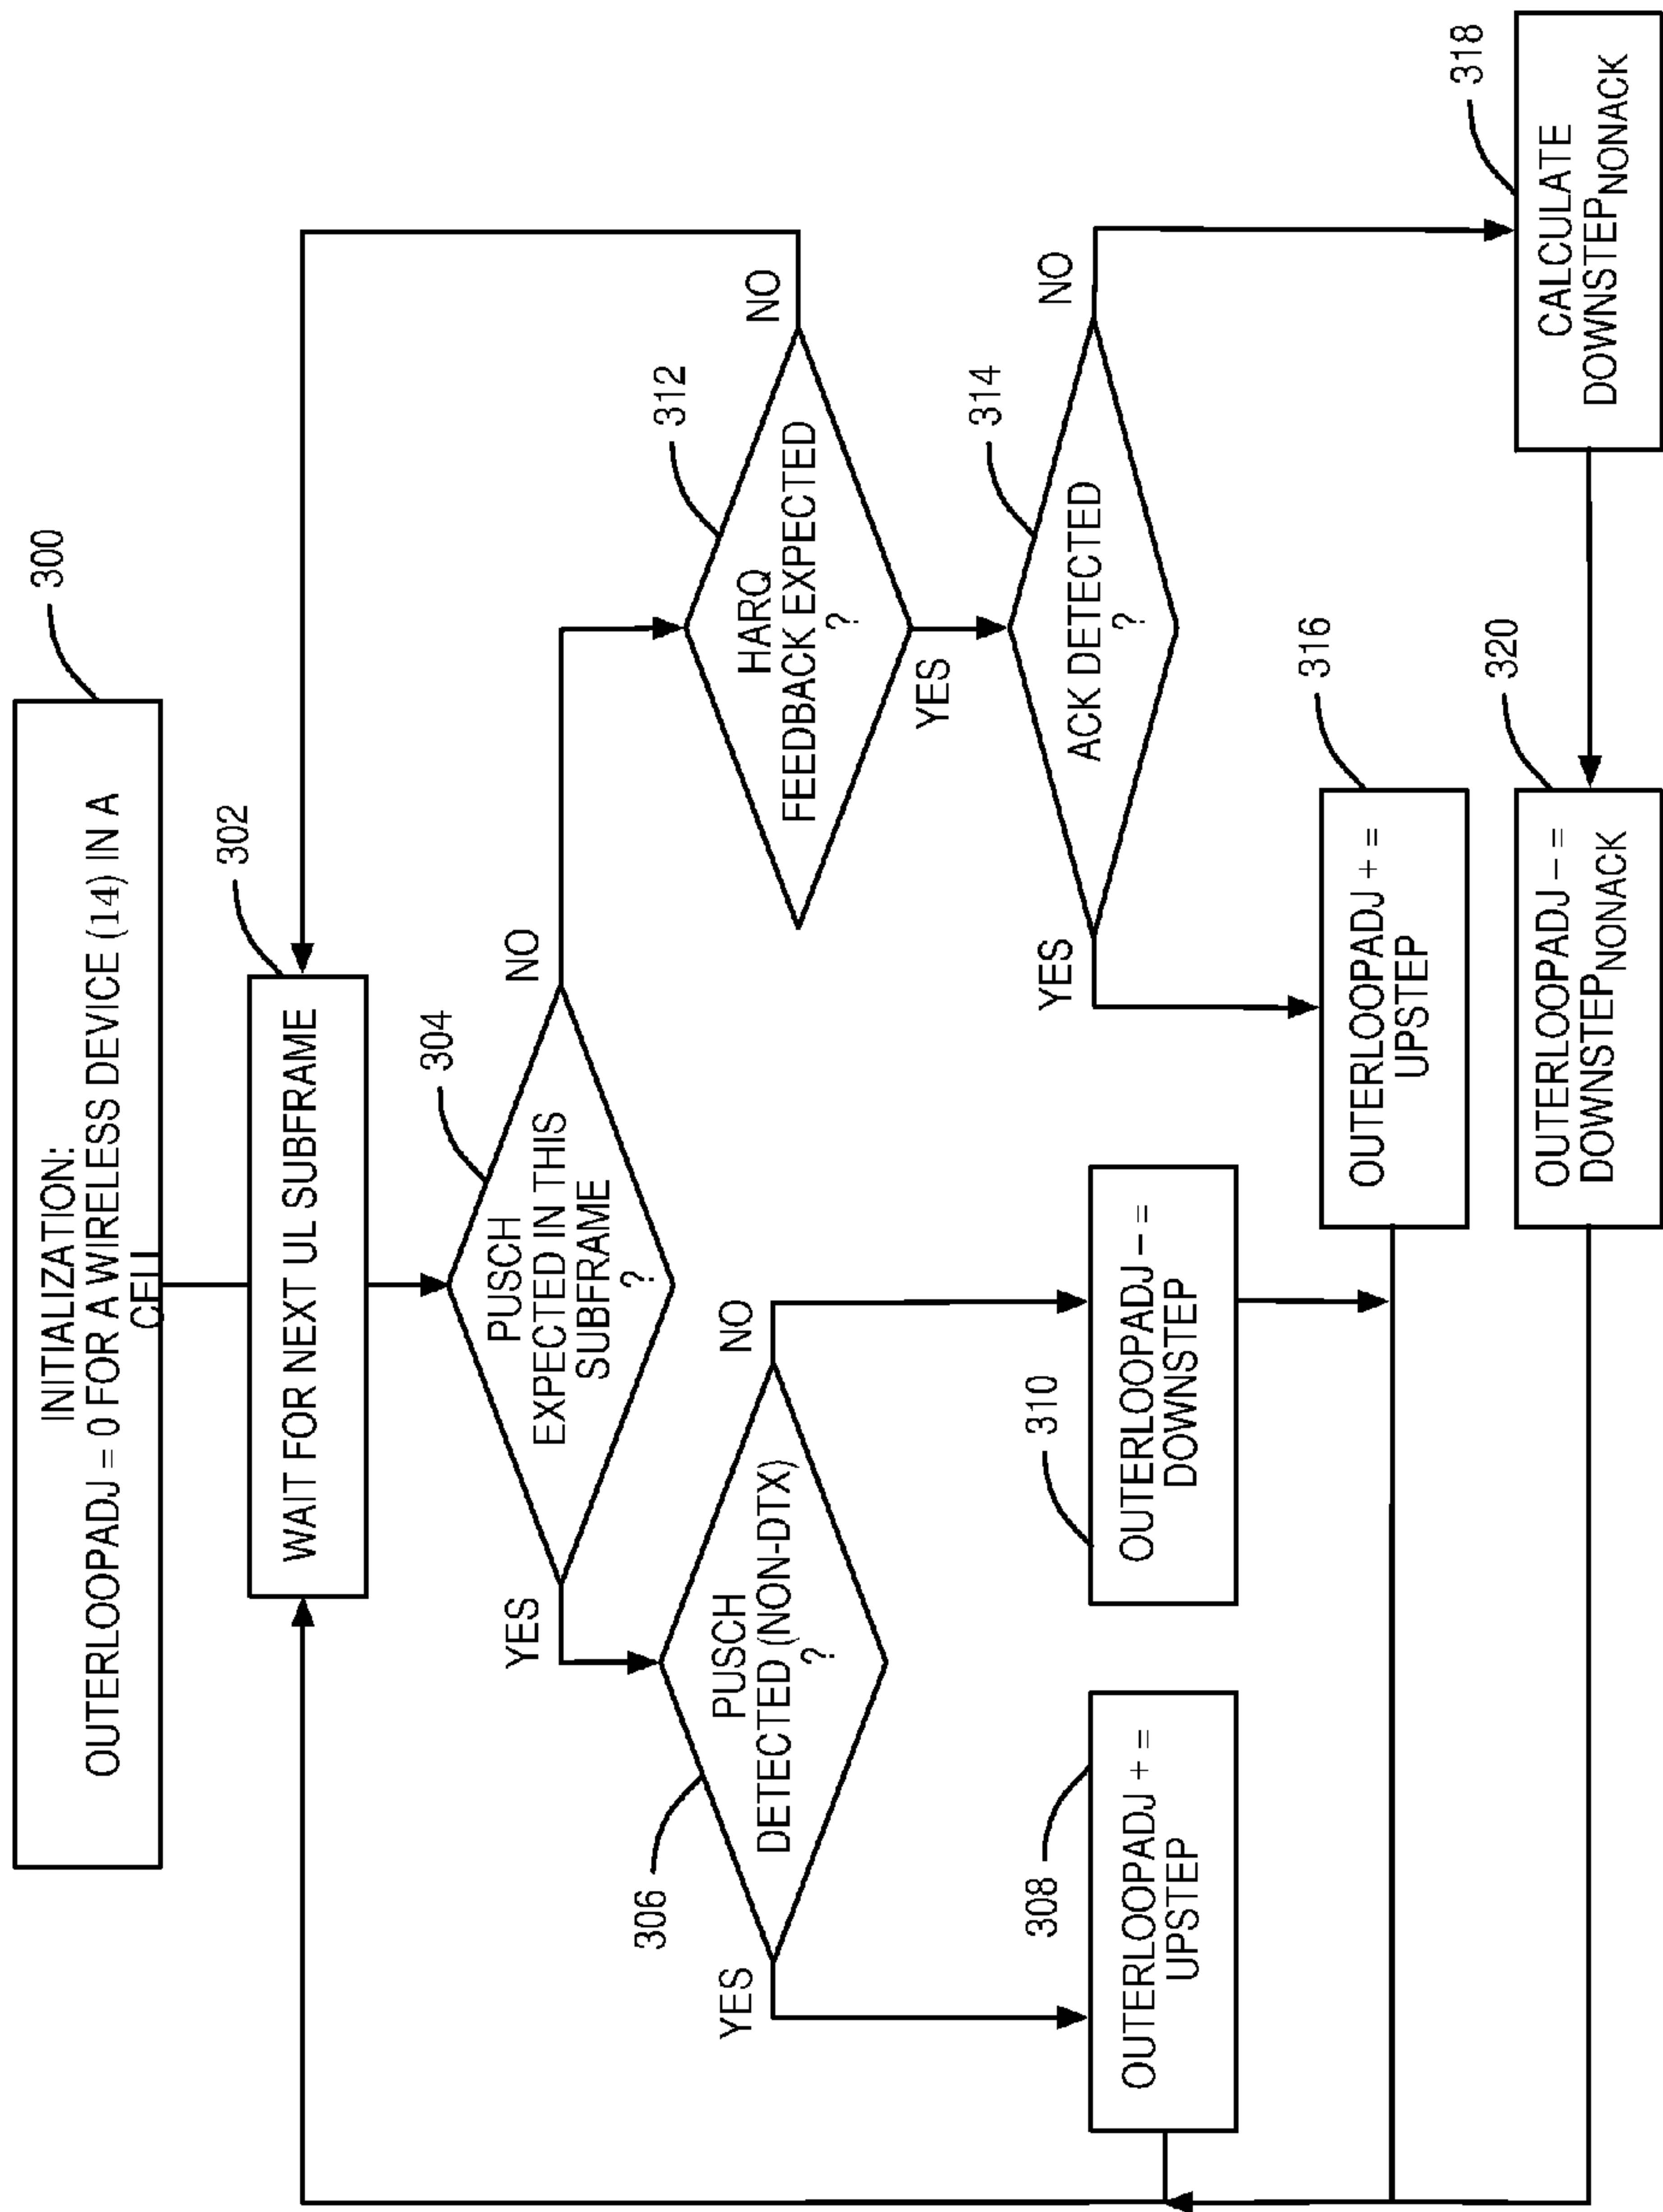 300
INITIALIZATION:
OUTERLOOPADJ = 0 FOR A WIRELESS DEVICE (14) IN A
CELL
302
WAIT FOR NEXT UL SUBFRAME
304
PUSCH
EXPECTED IN THIS
SUBFRAME
?
YES
NO
306
PUSCH
DETECTED (NON-DTX)
?
YES
NO
308
OUTERLOOPADJ + =
UPSTEP
310
OUTERLOOPADJ – =
DOWNSTEP
312
HARQ
FEEDBACK EXPECTED
?
NO
YES
314
ACK DETECTED
?
YES
NO
316
OUTERLOOPADJ + =
UPSTEP
318
CALCULATE
DOWNSTEPNONACK
320
OUTERLOOPADJ – =
DOWNSTEPNONACK